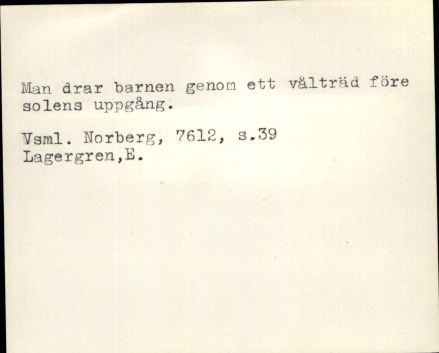 Man drar barnen genom ett vålträd före
solens uppgång.
Vsml. Norberg, 7612, s.39
Lagergren,E.